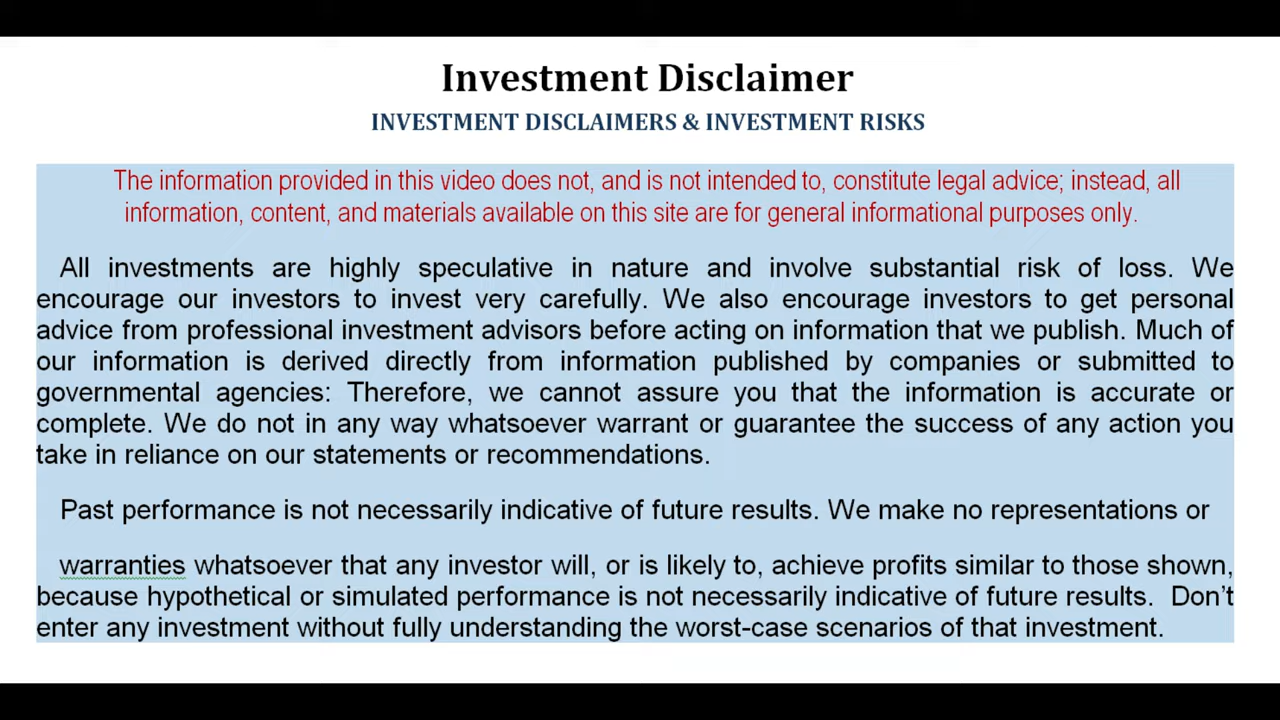 Investment Disclaimer
INVESTMENT DISCLAIMERS & INVESTMENT RISKS
The information provided in this video does not, and is not intended to, constitute legal advice; instead, all
information, content, and materials available on this site are for general informational purposes only.
All investments are highly speculative in nature and involve substantial risk of loss. We
encourage our investors to invest very carefully. We also encourage investors to get personal
advice from professional investment advisors before acting on information that we publish. Much of
our information is derived directly from information published by companies or submitted to
governmental agencies: Therefore, we cannot assure you that the information is accurate or
complete. We do not in any way whatsoever warrant or guarantee the success of any action you
take in reliance on our statements or recommendations.
Past performance is not necessarily indicative of future results. We make no representations or
warranties whatsoever that any investor will, or is likely to, achieve profits similar to those shown,
because hypothetical or simulated performance is not necessarily indicative of future results.  Don’t
enter any investment without fully understanding the worst-case scenarios of that investment.